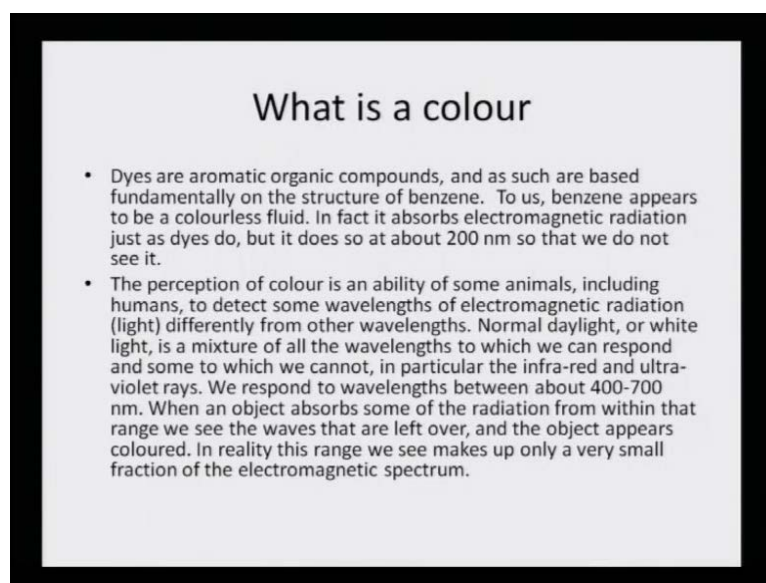 What is a colour
• Dyes are aromatic organic compounds, and as such are based
fundamentally on the structure of benzene. To us, benzene appears
to be a colourless fluid. In fact it absorbs electromagnetic radiation
just as dyes do, but it does so at about 200 nm so that we do not
see it.
• The perception of colour is an ability of some animals, including
humans, to detect some wavelengths of electromagnetic radiation
(light) differently from other wavelengths. Normal daylight, or white
light, is a mixture of all the wavelengths to which we can respond
and some to which we cannot, in particular the infra-red and ultra-
violet rays. We respond to wavelengths between about 400-700
nm. When an object absorbs some of the radiation from within that
range we see the waves that are left over, and the object appears
coloured. In reality this range we see makes up only a very small
fraction of the electromagnetic spectrum.